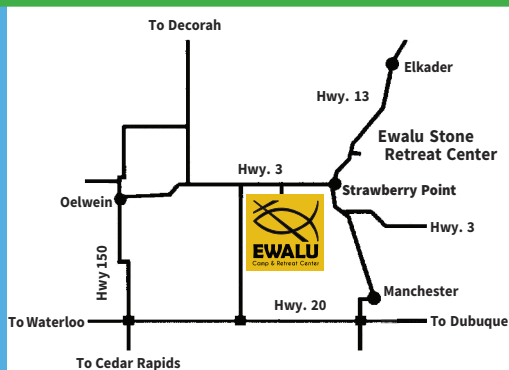 To Decorah
Elkader
Hwy. 13
Ewalu Stone
Retreat Center
Hwy. 3
Strawberry Point
Oelwein
EWALU
Camp & Retreat Center
Hwy. 3
Hwy 150
Manchester
Hwy. 20
To Waterloo
To Dubuque
To Cedar Rapids